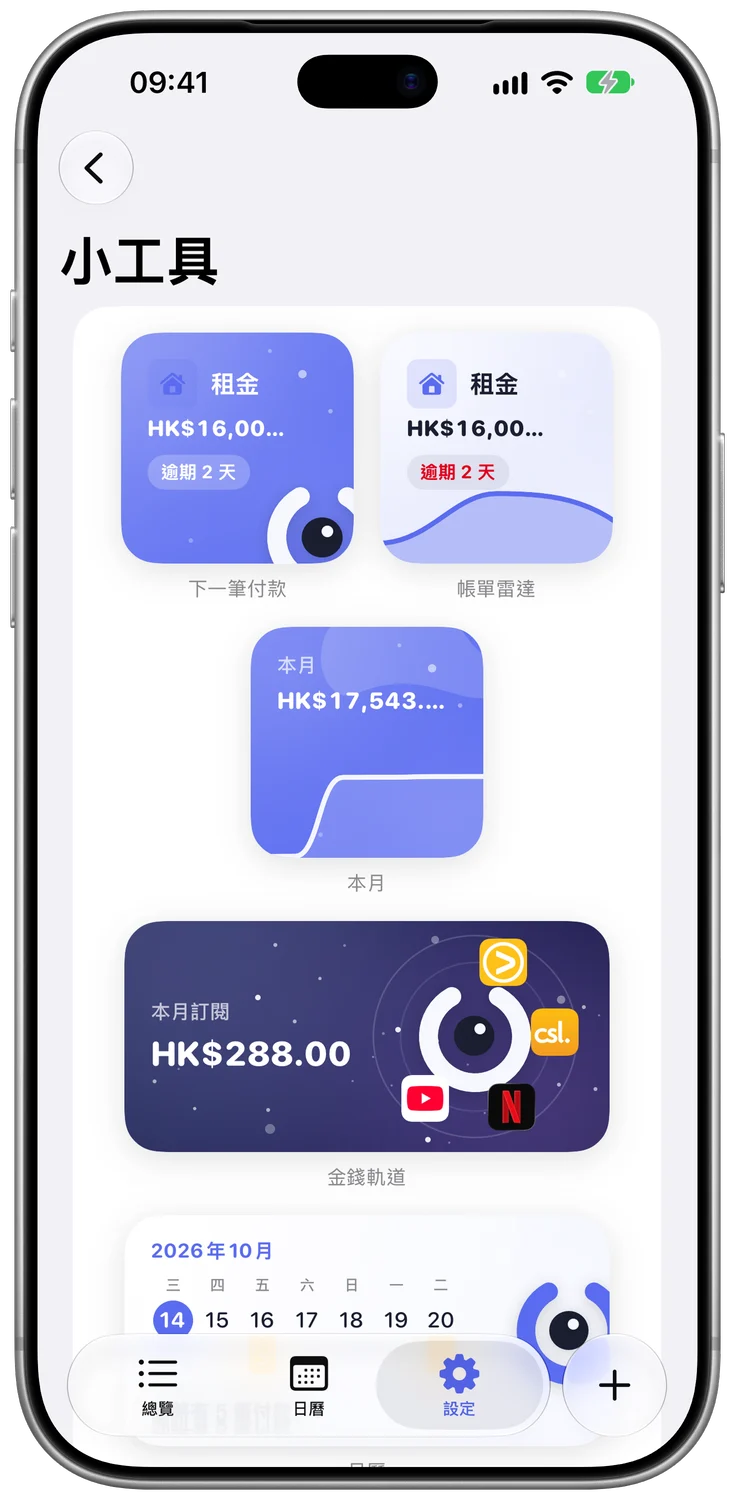 09:41
小工具
租金
HK$16,00...
逾期 2 天
下一筆付款
租金
HK$16,00...
逾期 2 天
帳單雷達
本月
HK$17,543....
本月
本月訂閱
HK$288.00
csl.
N
金錢軌道
2026年10月
三 四 五 六 日 一 二
14 15 16 17 18 19 20
總覽
日曆
設定